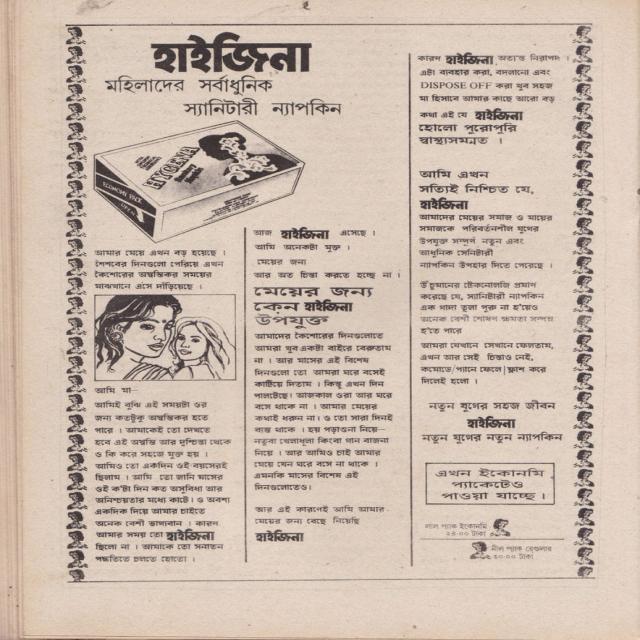 হাইজিনা
মহিলাদের সর্বাধুনিক
স্যানিটারী ন্যাপকিন
HYGIENA
ECONOMY PACK
আমার মেয়ে এখন বড় হয়েছে ।
শৈশবের দিনগুলো পেরিয়ে এখন
কৈশোরের অস্বস্তিকর সময়ের
মাঝখানে এসে দাঁড়িয়েছে ।
আমি মা—
আমিই বুঝি এই সময়টা ওর
জন্য কতটুকু অস্বস্তিকর হতে
পারে । আমাকেই তো দেখতে
হবে এই অস্বস্তি আর দুশ্চিন্তা থেকে
ও কি করে সহজে মুক্ত হয় ।
আমিও তো একদিন ওই বয়সেরই
ছিলাম । আমি তো জানি মাসের
ওই ক'টা দিন কত অসুবিধা আর
অনিশ্চয়তার মধ্যে কাটে। ও অবশ্য
একদিক দিয়ে আমার চাইতে
অনেক বেশী ভাগ্যবান । কারণ
আমার সময় তো হাইজিনা
ছিলো না । আমাকে তো সনাতন
পদ্ধতিতে চলতে হোতো ।
আজ হাইজিনা এসেছে ।
আমি অনেকটা মুক্ত ।
মেয়ের জন্য
আর অত চিন্তা করতে হচ্ছে না ।
মেয়ের জন্য
কেন হাইজিনা
উপযুক্ত
আমাদের কৈশোরের দিনগুলোতে
আমরা খুব একটা বাইরে বেরুতাম
না । আর মাসের এই বিশেষ
দিনগুলো তো আমরা ঘরে বসেই
কাটিয়ে দিতাম । কিন্তু এখন দিন
পালটেছে। আজকাল ওরা আর ঘরে
বসে থাকে না । আমার মেয়ের
কথাই ধরুন না। ও তো সারা দিনই
ব্যস্ত থাকে । হয় পড়াশুনা নিয়ে—
নতুবা খেলাধূলা কিংবা গান বাজনা
নিয়ে । আর আমিও চাই আমার
মেয়ে যেন ঘরে বসে না থাকে ।
এমনকি মাসের বিশেষ এই
দিনগুলোতেও।
আর এই কারণেই আমি আমার
মেয়ের জন্য বেছে নিয়েছি
হাইজিনা
কারন হাইজিনা অত্যন্ত নিরাপদ ।
এটা ব্যবহার করা, বদলানো এবং
DISPOSE OFF করা খুব সহজ
মা হিসাবে আমার কাছে আরো বড়
কথা এই যে হাইজিনা
হোলো পুরোপুরি
স্বাস্থ্যসম্মত ।
আমি এখন
সত্যিই নিশ্চিত যে,
হাইজিনা
আমাদের মেয়ের সমাজ ও মায়ের
সমাজকে পরিবর্তনশীল যুগের
উপযুক্ত সম্পূর্ণ নতুন এবং
আধুনিক সেনিটারী
ন্যাপকিন উপহার দিতে পেরেছে ।
উঁচুমানের টেকনোলজি প্রমাণ
করেছে যে, স্যানিটারী ন্যাপকিন
এক গাদা তুলা পুরু না হ'য়েও
অনেক বেশী শোষণ ক্ষমতা সম্পন্ন
হ'তে পারে
আমরা যেখানে সেখানে ফেলতাম,
এখন আর সেই চিন্তাও নেই,
কমোডে/প্যানে ফেলে ফ্লাশ করে
দিলেই হলো ।
নতুন যুগের সহজ জীবন
হাইজিনা
নতুন যুগের নতুন ন্যাপকিন
এখন ইকোনমি
প্যাকেটেও
পাওয়া যাচ্ছে ।
লাল প্যাক ইকোনমি
২৪·০০ টাকা
নীল প্যাক রেগুলার
৩০·০০ টাকা